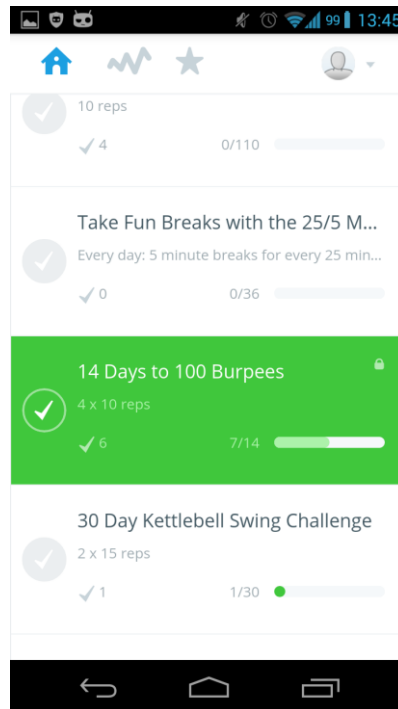 99 13:45
10 reps
4 0/110
Take Fun Breaks with the 25/5 M...
Every day: 5 minute breaks for every 25 min...
0 0/36
14 Days to 100 Burpees
4 x 10 reps
6 7/14
30 Day Kettlebell Swing Challenge
2 x 15 reps
1 1/30